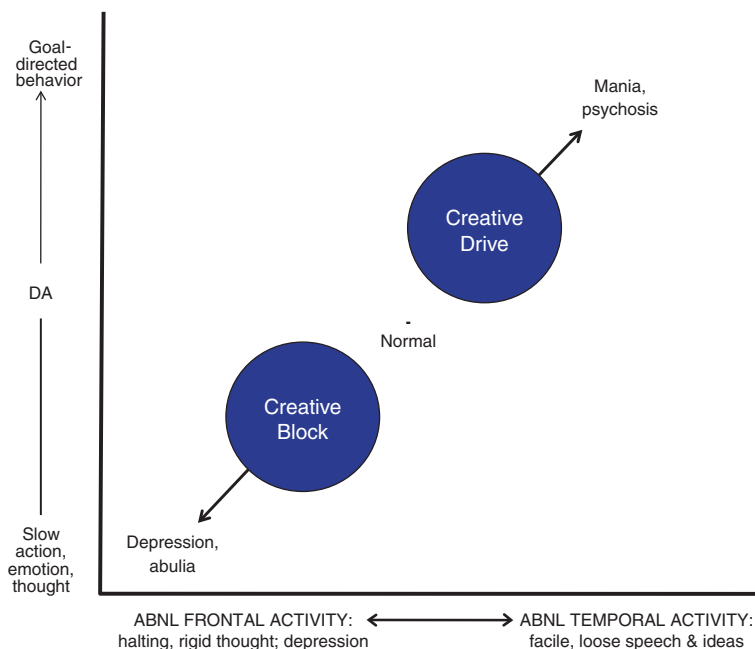 Goal-
directed
behavior
DA
Slow
action,
emotion,
thought
Mania,
psychosis
Creative
Drive
-
Normal
Creative
Block
Depression,
abulia
ABNL FRONTAL ACTIVITY:
halting, rigid thought; depression
ABNL TEMPORAL ACTIVITY:
facile, loose speech & ideas